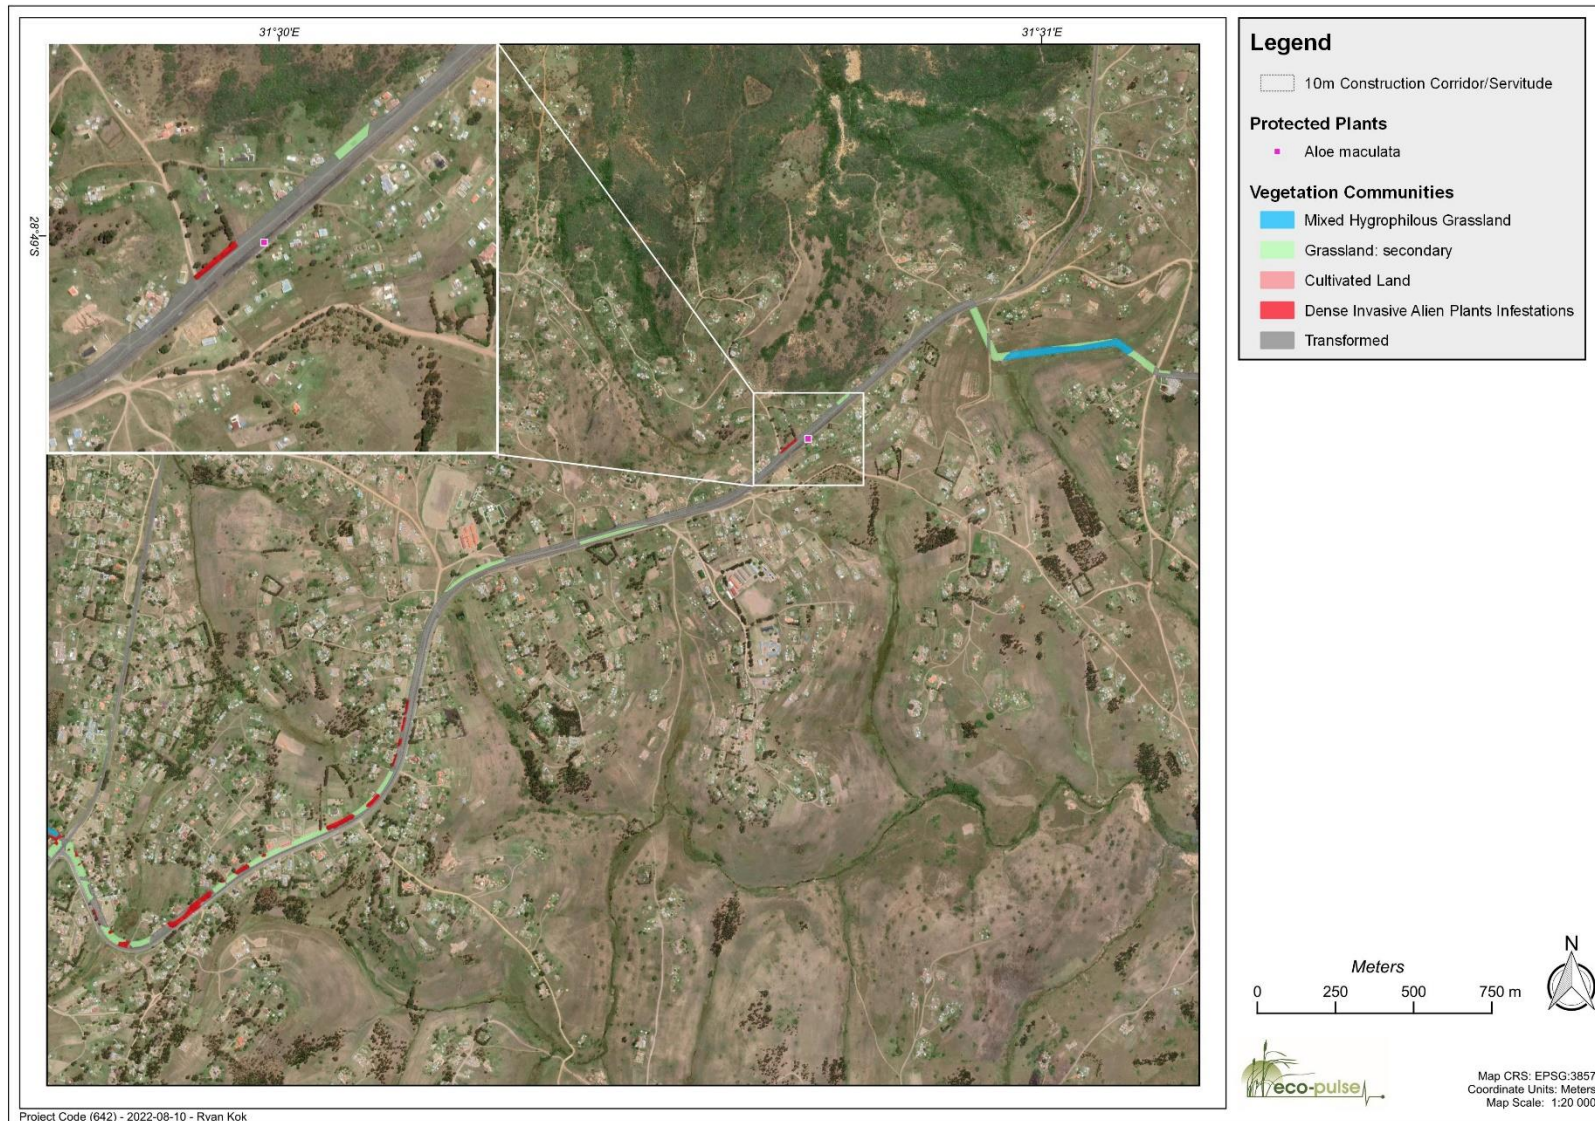 31°30'E
31°31'E
28°49'S
Legend
10m Construction Corridor/Servitude
Protected Plants
Aloe maculata
Vegetation Communities
Mixed Hygrophilous Grassland
Grassland: secondary
Cultivated Land
Dense Invasive Alien Plants Infestations
Transformed
N
Meters
0 250 500 750 m
eco-pulse
Map CRS: EPSG:3857
Coordinate Units: Meters
Map Scale: 1:20 000
Project Code (642) - 2022-08-10 - Ryan Kok